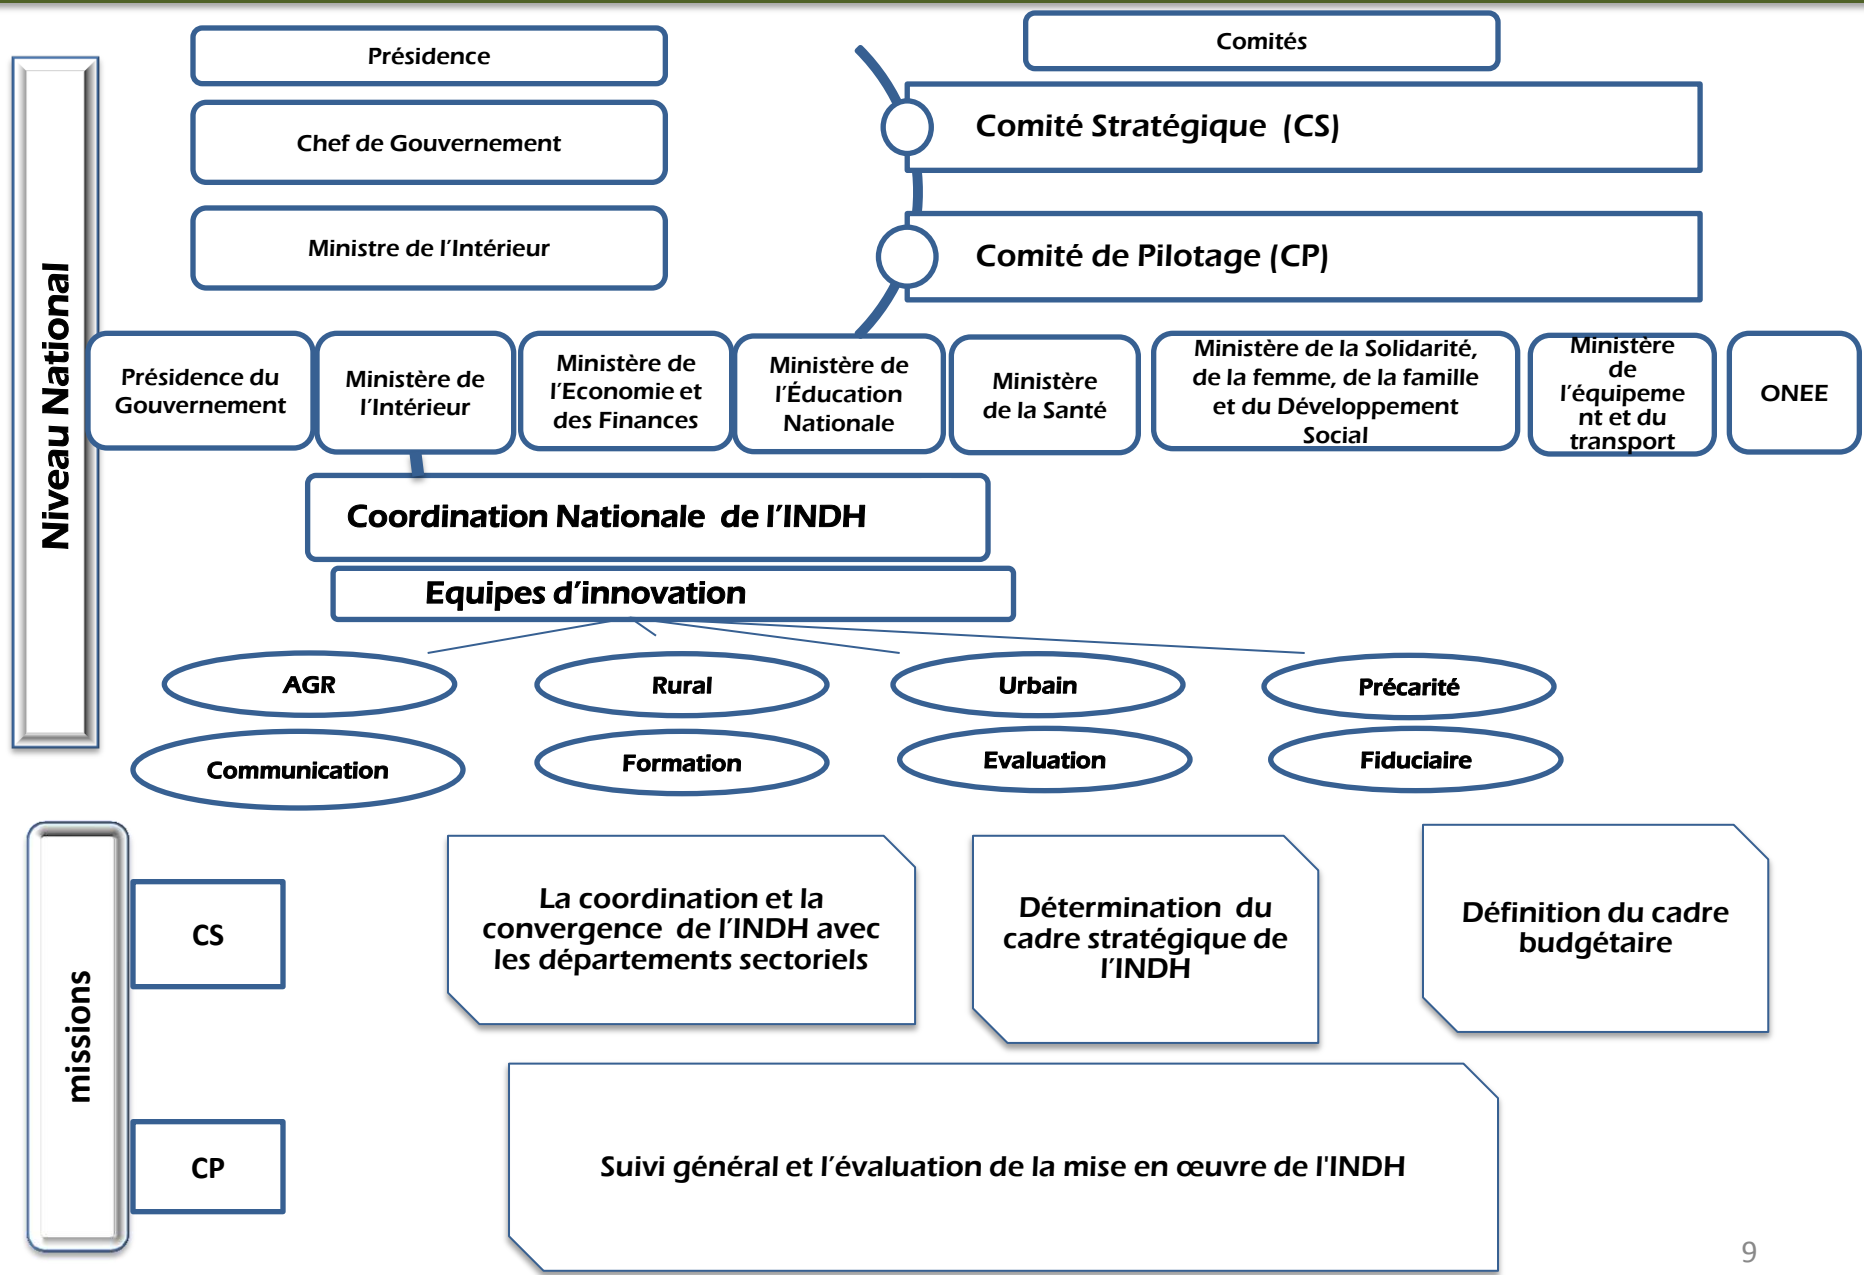 Niveau National
Présidence
Comités
Chef de Gouvernement
Comité Stratégique (CS)
Ministre de l'Intérieur
Comité de Pilotage (CP)
Présidence du
Gouvernement
Ministère de
l'Intérieur
Ministère de
l'Economie et
des Finances
Ministère de
l'Éducation
Nationale
Ministère
de la Santé
Ministère de la Solidarité,
de la femme, de la famille
et du Développement
Social
Ministère
de
l'équipeme
nt et du
transport
ONEE
Coordination Nationale de l'INDH
Equipes d'innovation
AGR
Rural
Urbain
Précarité
Communication
Formation
Evaluation
Fiduciaire
missions
CS
La coordination et la
convergence de l'INDH avec
les départements sectoriels
Détermination du
cadre stratégique de
l'INDH
Définition du cadre
budgétaire
CP
Suivi général et l'évaluation de la mise en œuvre de l'INDH
9